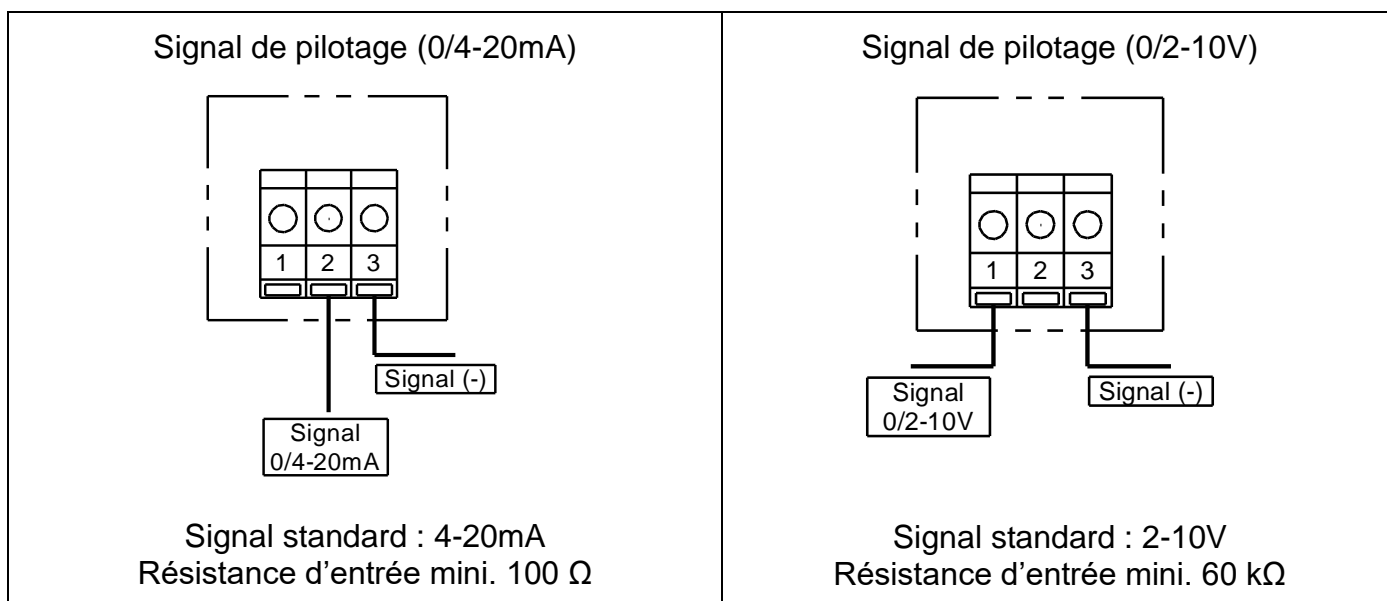 Signal de pilotage (0/4-20mA)
1 2 3
Signal (-)
Signal
0/4-20mA
Signal standard : 4-20mA
Résistance d’entrée mini. 100 Ω
Signal de pilotage (0/2-10V)
1 2 3
Signal
0/2-10V
Signal (-)
Signal standard : 2-10V
Résistance d’entrée mini. 60 kΩ